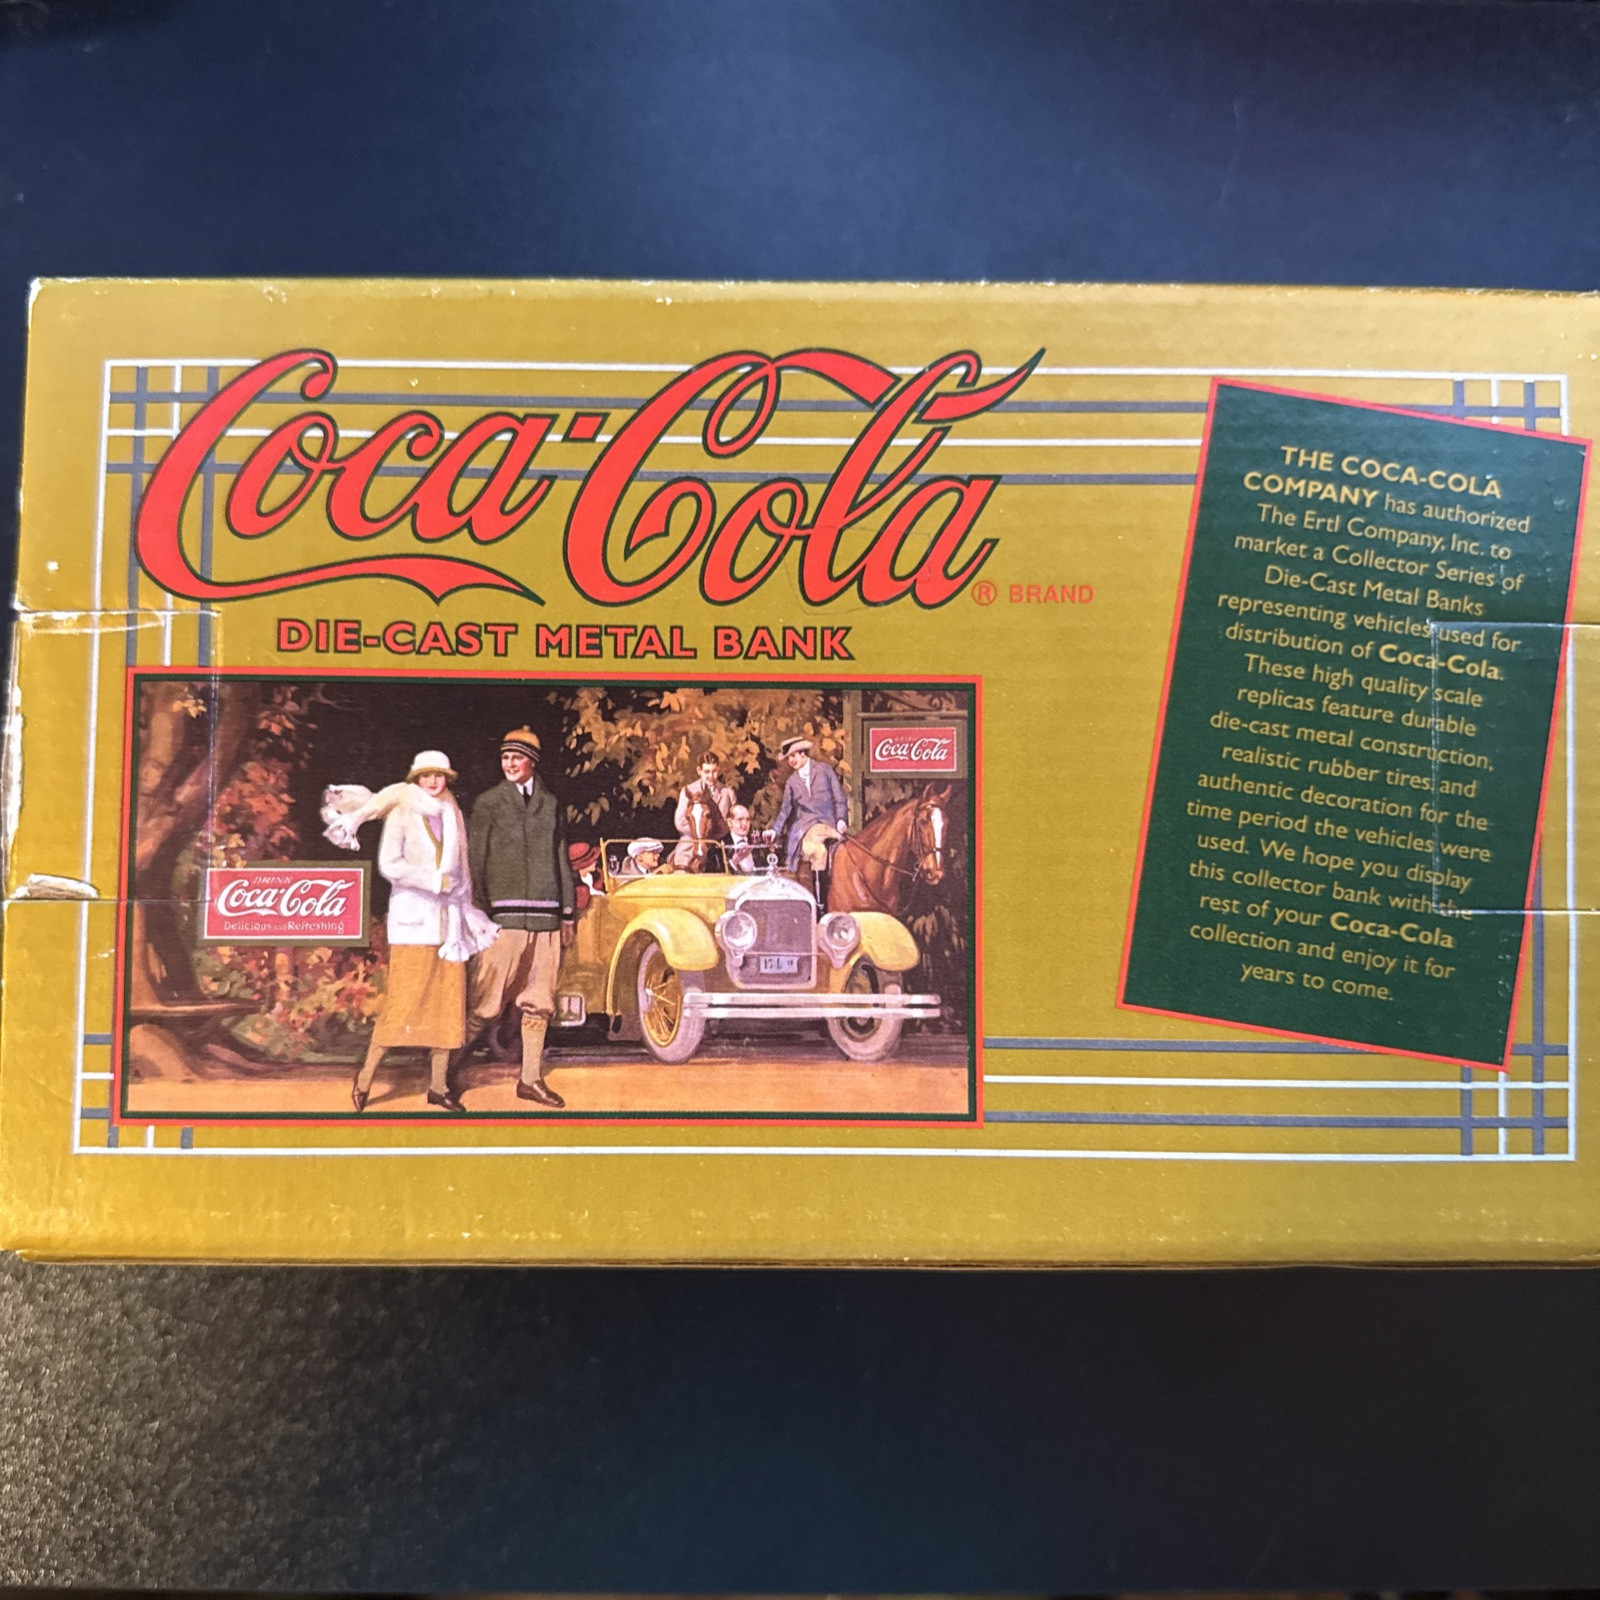 Coca-Cola
® BRAND
DIE-CAST METAL BANK
DRINK
Coca-Cola
Delicious and Refreshing
DRINK
Coca-Cola
THE COCA-COLA
COMPANY has authorized
The Ertl Company, Inc. to
market a Collector Series of
Die-Cast Metal Banks
representing vehicles used for
distribution of Coca-Cola.
These high quality scale
replicas feature durable
die-cast metal construction,
realistic rubber tires and
authentic decoration for the
time period the vehicles were
used. We hope you display
this collector bank with the
rest of your Coca-Cola
collection and enjoy it for
years to come.